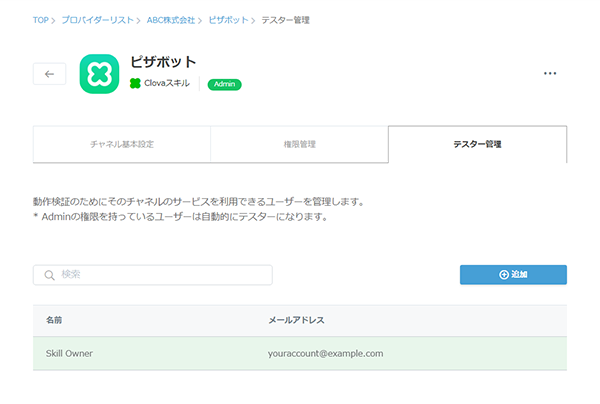 TOP > プロバイダーリスト > ABC株式会社 > ピザボット > テスター管理
ピザボット
Clovaスキル Admin
チャネル基本設定 権限管理 テスター管理
動作検証のためにそのチャネルのサービスを利用できるユーザーを管理します。
* Adminの権限を持っているユーザーは自動的にテスターになります。
検索 追加
名前 メールアドレス
Skill Owner youraccount@example.com